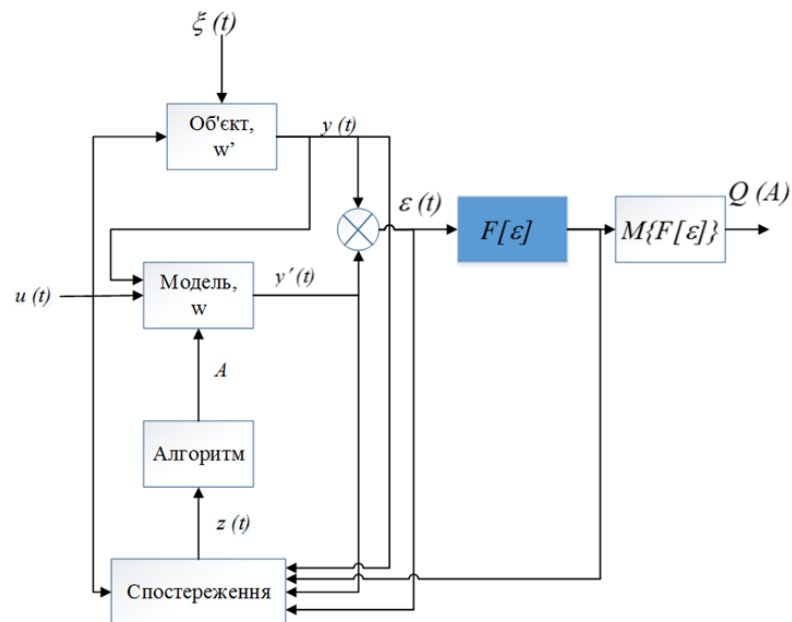 ξ (t)
Об'єкт,
w’
y (t)
ε (t)
F[ε]
M{F[ε]}
Q (A)
u (t)
Модель,
w
y´(t)
A
Алгоритм
z (t)
Спостереження